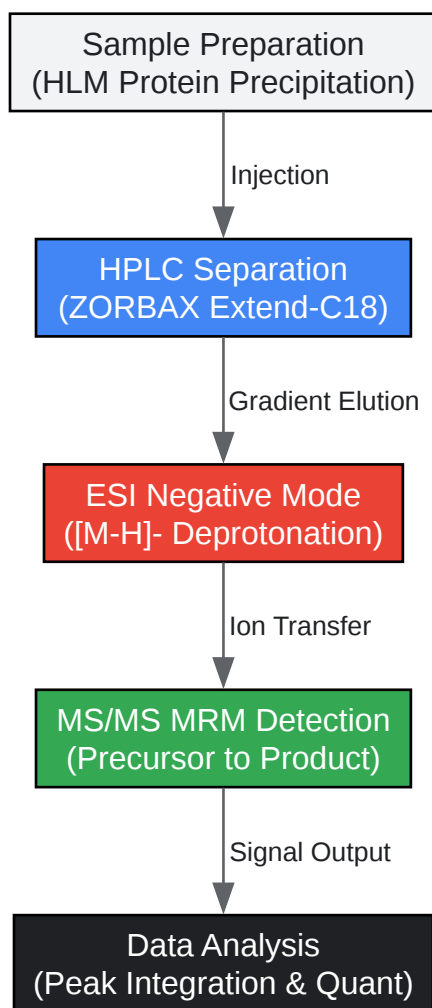 Sample Preparation
(HLM Protein Precipitation)
Injection
HPLC Separation
(ZORBAX Extend-C18)
Gradient Elution
ESI Negative Mode
([M-H]- Deprotonation)
Ion Transfer
MS/MS MRM Detection
(Precursor to Product)
Signal Output
Data Analysis
(Peak Integration & Quant)